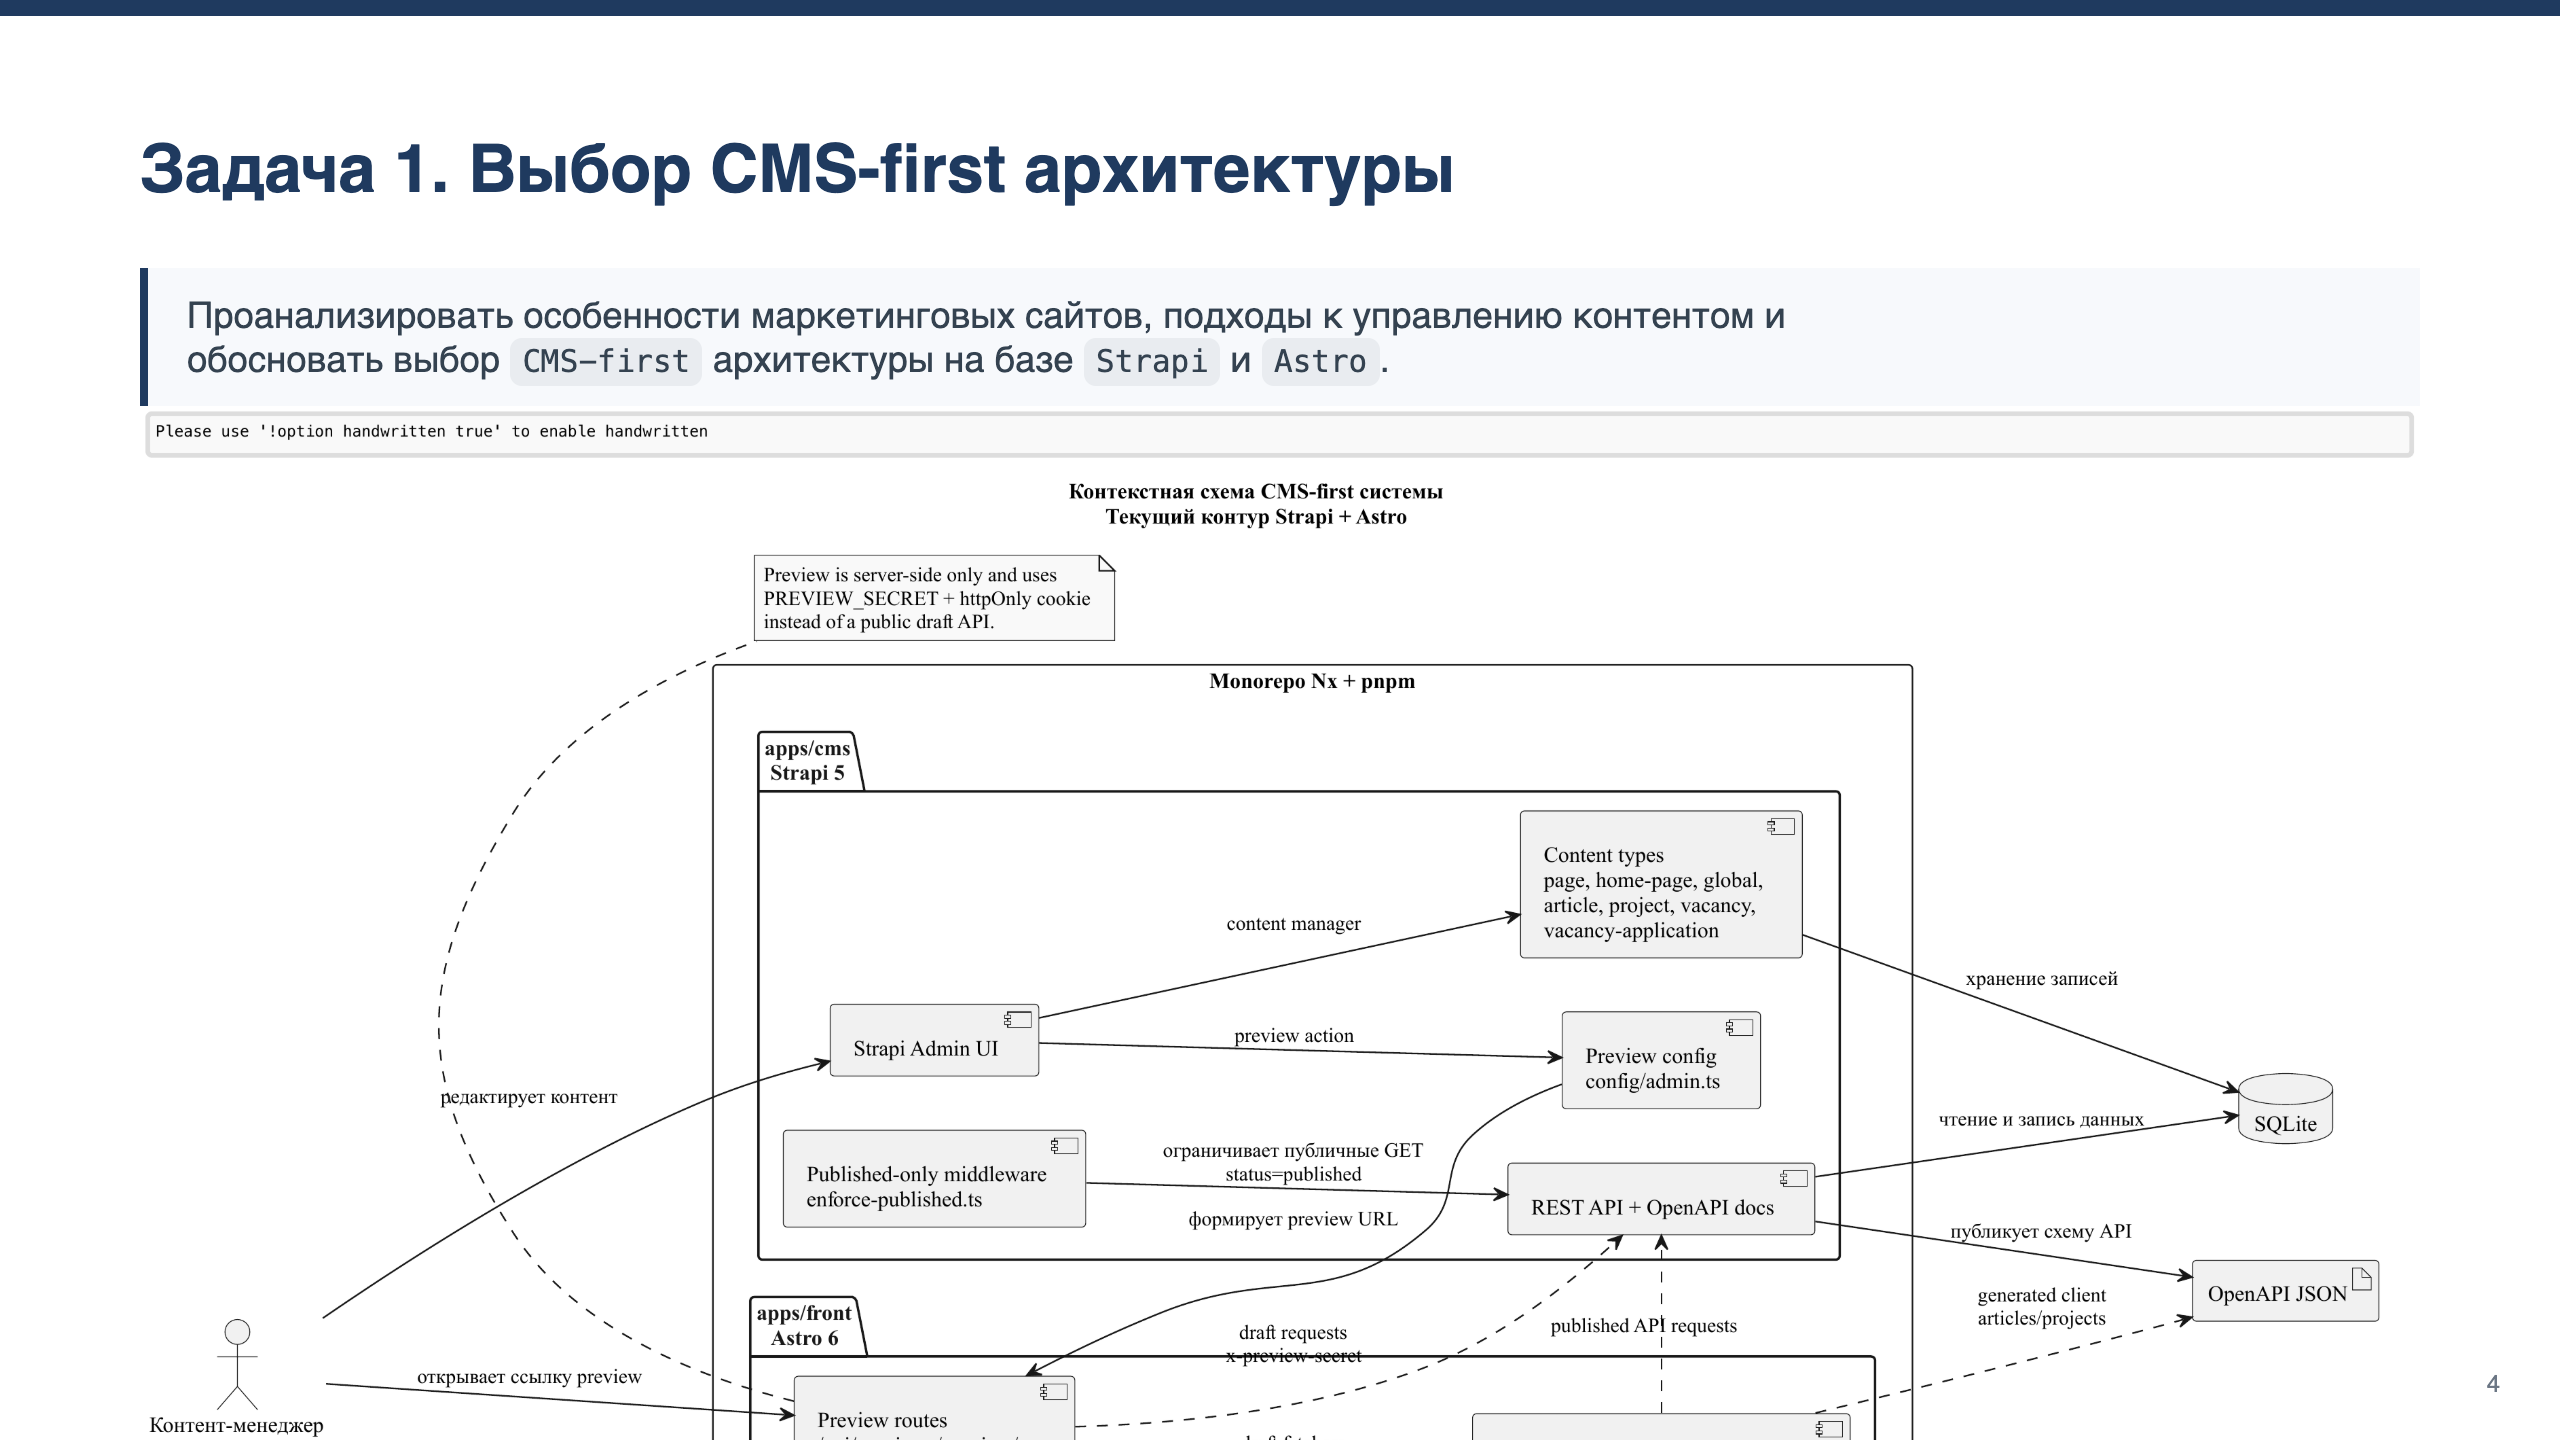 Задача 1. Выбор CMS-first архитектуры
Проанализировать особенности маркетинговых сайтов, подходы к управлению контентом и
обосновать выбор CMS-first архитектуры на базе Strapi и Astro.
Please use '!option handwritten true' to enable handwritten
Контекстная схема CMS-first системы
Текущий контур Strapi + Astro
Preview is server-side only and uses
PREVIEW_SECRET + httpOnly cookie
instead of a public draft API.
Monorepo Nx + pnpm
apps/cms
Strapi 5
Content types
page, home-page, global,
article, project, vacancy,
vacancy-application
content manager
хранение записей
Strapi Admin UI
preview action
Preview config
config/admin.ts
редактирует контент
SQLite
чтение и запись данных
Published-only middleware
enforce-published.ts
ограничивает публичные GET
status=published
REST API + OpenAPI docs
формирует preview URL
публикует схему API
OpenAPI JSON
generated client
articles/projects
apps/front
Astro 6
draft requests
x-preview-secret
published API requests
открывает ссылку preview
Контент-менеджер
Preview routes
4